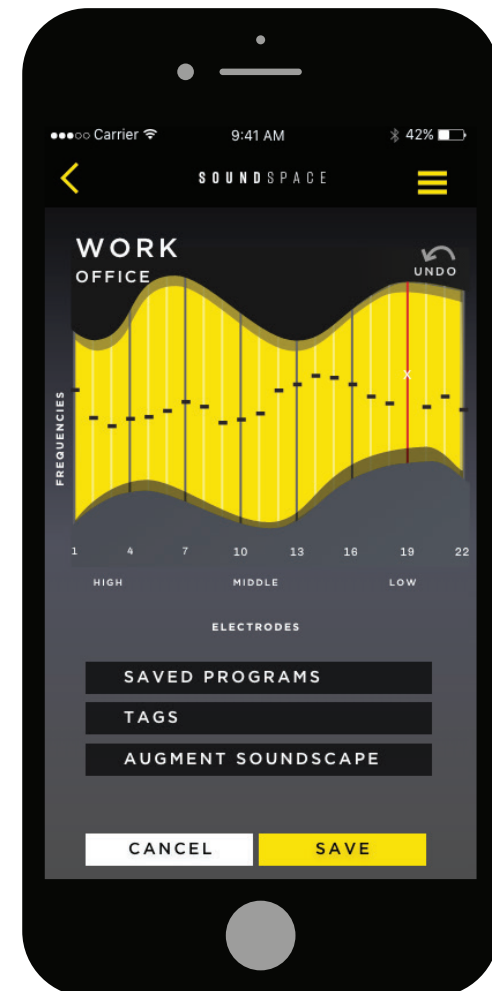 Carrier 9:41 AM 42%
SOUNDSPACE
WORK
OFFICE
UNDO
X
FREQUENCIES
1 4 7 10 13 16 19 22
HIGH MIDDLE LOW
ELECTRODES
SAVED PROGRAMS
TAGS
AUGMENT SOUNDSCAPE
CANCEL SAVE